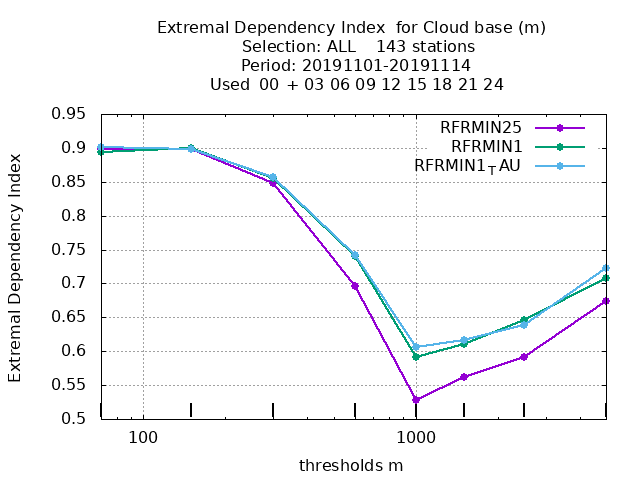 Extremal Dependency Index  for Cloud base (m)
Selection: ALL    143 stations
Period: 20191101-20191114
Used  00 + 03 06 09 12 15 18 21 24
0.95
0.9
0.85
0.8
0.75
0.7
0.65
0.6
0.55
0.5
Extremal Dependency Index
RFRMIN25
RFRMIN1
RFRMIN1TAU
100
1000
thresholds m